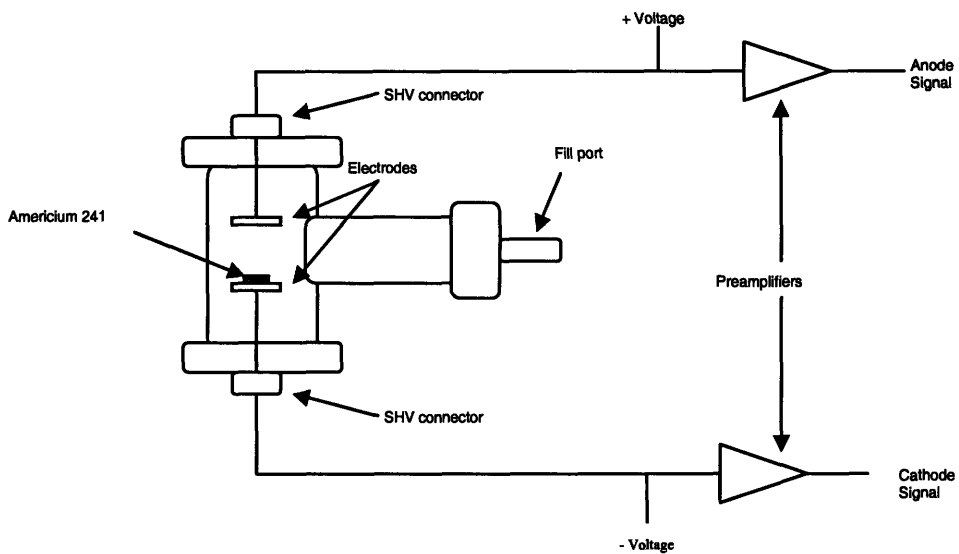 + Voltage
Anode
Signal
SHV connector
Fill port
Electrodes
Americium 241
Preamplifiers
SHV connector
Cathode
Signal
- Voltage